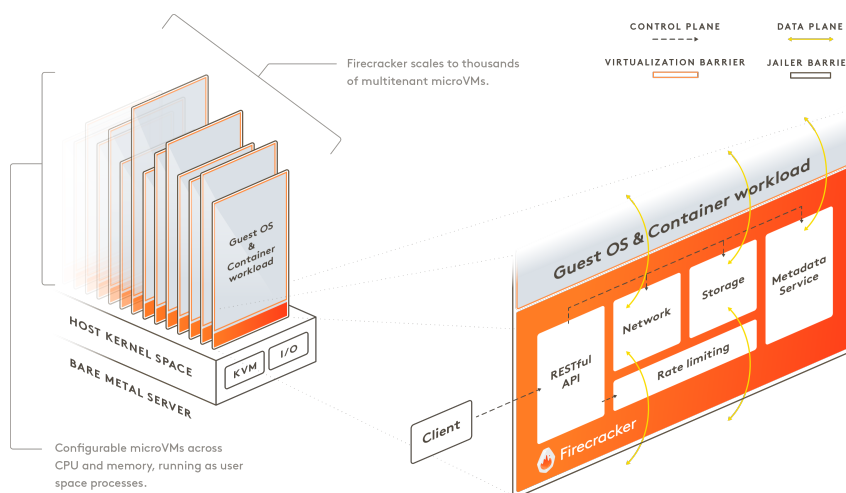 CONTROL PLANE
DATA PLANE
VIRTUALIZATION BARRIER
JAILER BARRIE
Firecracker scales to thousands
of multitenant microVMs.
Guest OS
&
Container
workload
HOST KERNEL SPACE
KVM
I/O
BARE METAL SERVER
Configurable microVMs across
CPU and memory, running as user
space processes.
Guest OS & Container workload
RESTful
API
Network
Storage
Metadata
Service
Rate limiting
Client
Firecracker